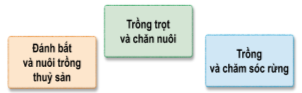 Đánh bắt
và nuôi trồng
thuỷ sản
Trồng trọt
và chăn nuôi
Trồng
và chăm sóc rừng